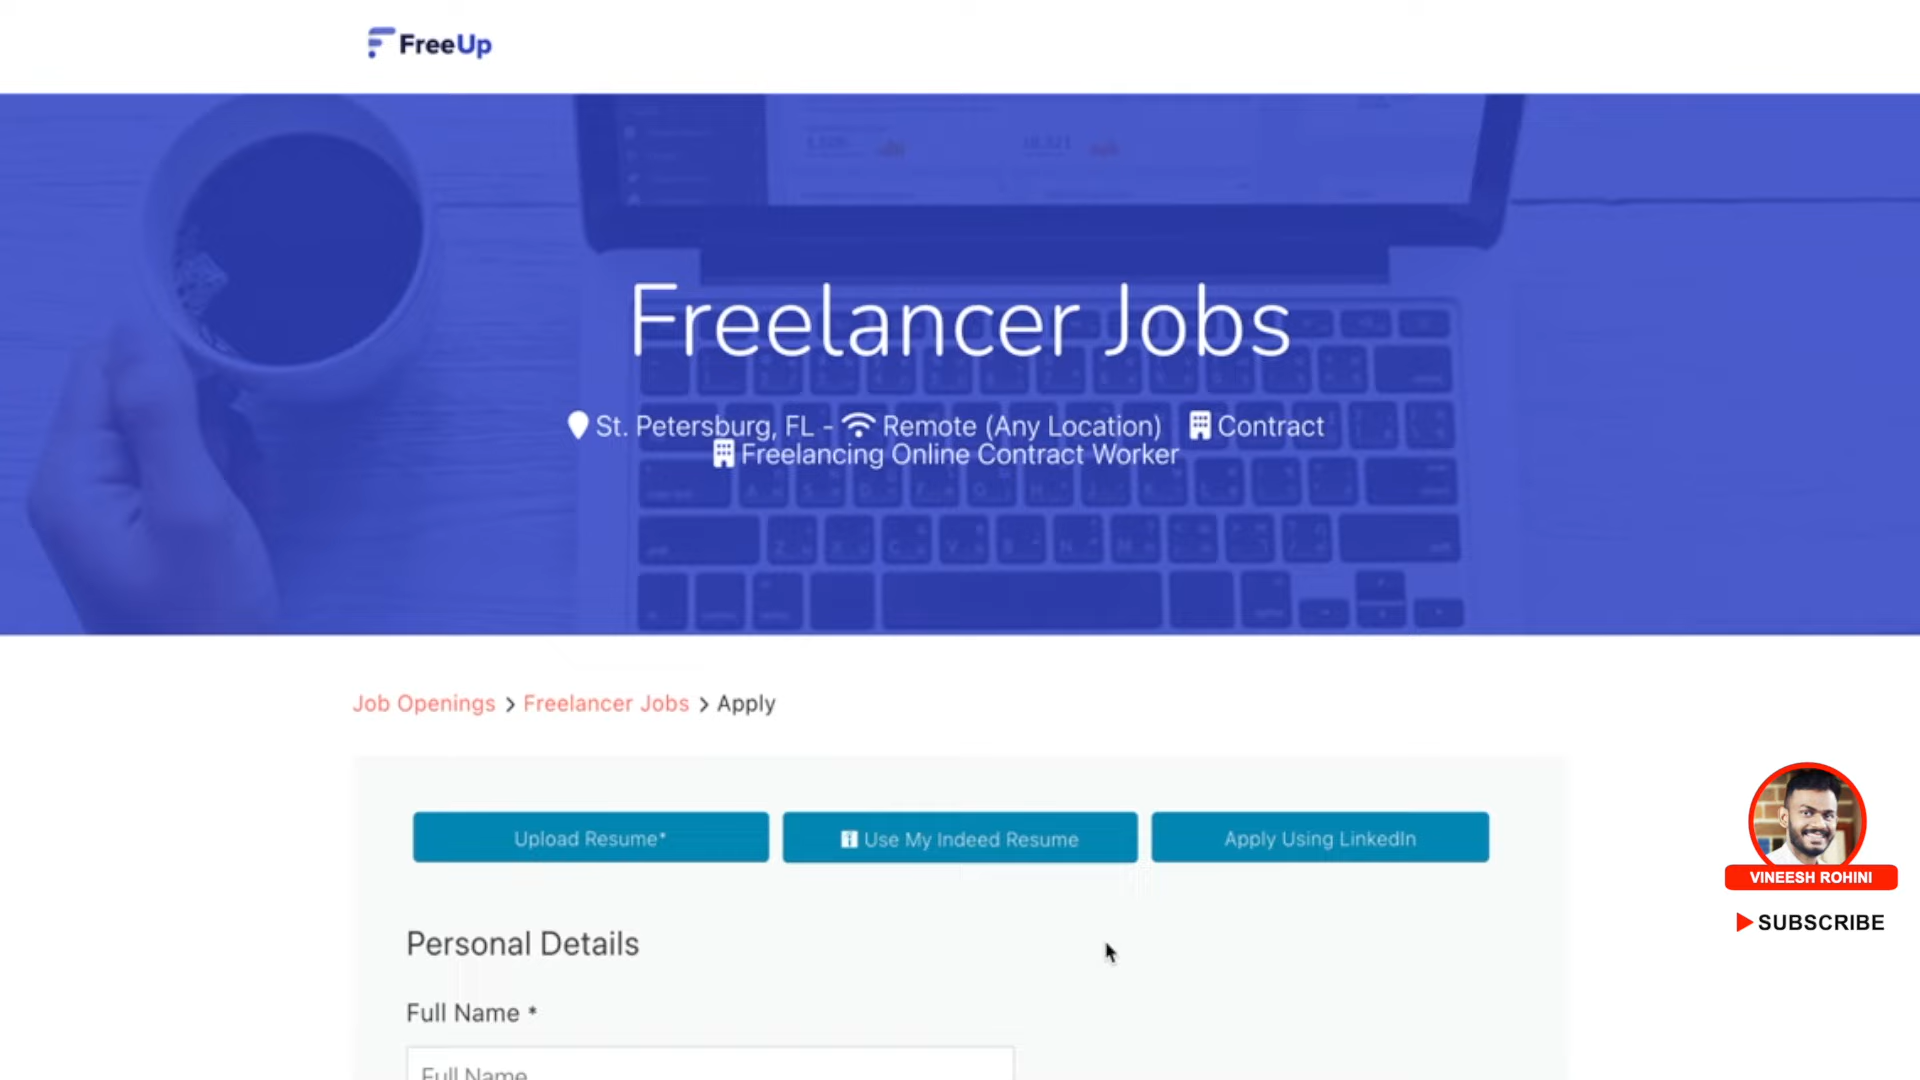 FreeUp
Freelancer Jobs
St. Petersburg, FL - Remote (Any Location) Contract
Freelancing Online Contract Worker
Job Openings > Freelancer Jobs > Apply
Upload Resume*
Use My Indeed Resume
Apply Using LinkedIn
Personal Details
Full Name *
Full Name
VINEESH ROHINI
SUBSCRIBE